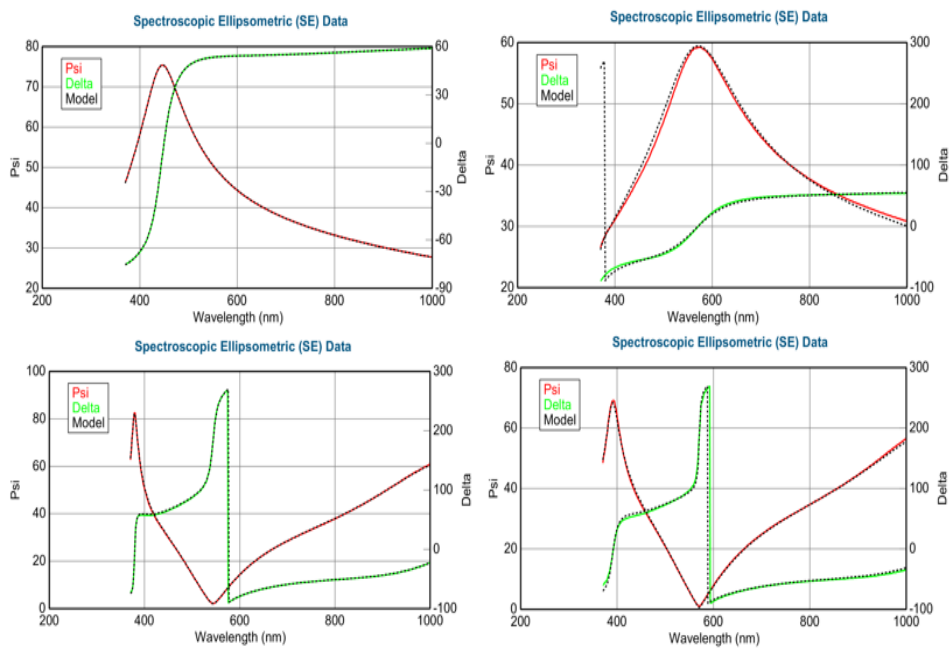 Spectroscopic Ellipsometric (SE) Data
80
70
60
50
40
30
20
Psi
Psi
Delta
Model
60
30
0
-30
-60
-90
Delta
200
400
600
800
1000
Wavelength (nm)
Spectroscopic Ellipsometric (SE) Data
60
50
40
30
20
Psi
Psi
Delta
Model
300
200
100
0
-100
Delta
200
400
600
800
1000
Wavelength (nm)
Spectroscopic Ellipsometric (SE) Data
100
80
60
40
20
0
Psi
Psi
Delta
Model
300
200
100
0
-100
Delta
200
400
600
800
1000
Wavelength (nm)
Spectroscopic Ellipsometric (SE) Data
80
60
40
20
0
Psi
Psi
Delta
Model
300
200
100
0
-100
Delta
200
400
600
800
1000
Wavelength (nm)